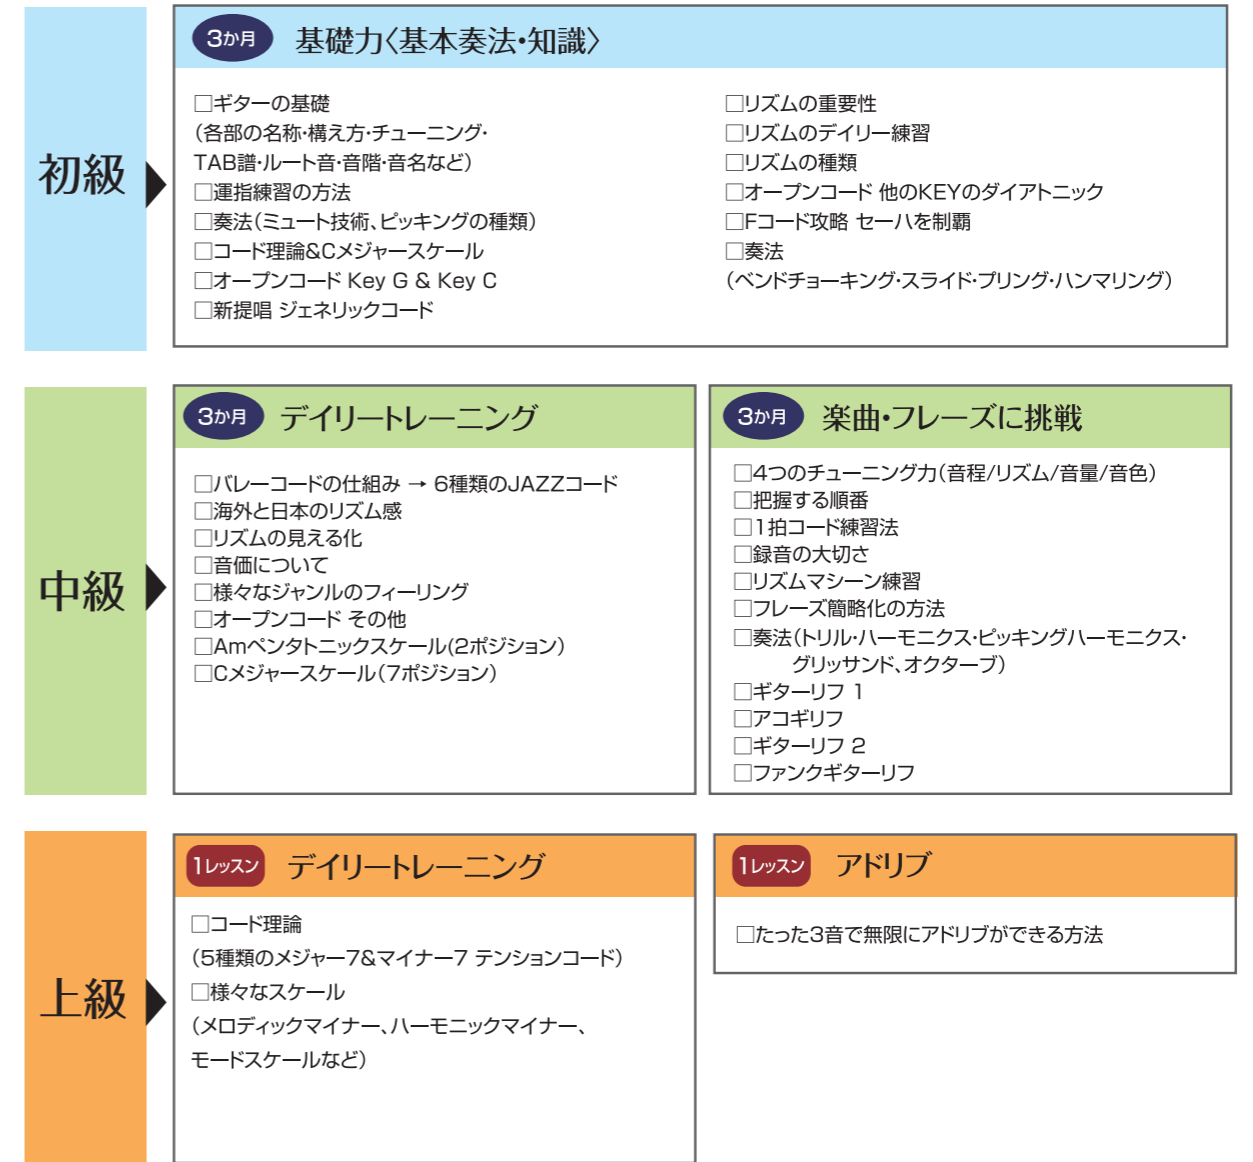 初級
3か月 基礎力〈基本奏法・知識〉
□ギターの基礎
(各部の名称・構え方・チューニング・
TAB譜・ルート音・音階・音名など)
□運指練習の方法
□奏法(ミュート技術、ピッキングの種類)
□コード理論&Cメジャースケール
□オープンコード Key G & Key C
□新提唱 ジェネリックコード
□リズムの重要性
□リズムのデイリー練習
□リズムの種類
□オープンコード 他のKEYのダイアトニック
□Fコード攻略 セーハを制覇
□奏法
(ベンドチョーキング・スライド・プリング・ハンマリング)
中級
3か月 デイリートレーニング
□バレーコードの仕組み → 6種類のJAZZコード
□海外と日本のリズム感
□リズムの見える化
□音価について
□様々なジャンルのフィーリング
□オープンコード その他
□Amペンタトニックスケール(2ポジション)
□Cメジャースケール(7ポジション)
3か月 楽曲・フレーズに挑戦
□4つのチューニング力(音程/リズム/音量/音色)
□把握する順番
□1拍コード練習法
□録音の大切さ
□リズムマシーン練習
□フレーズ簡略化の方法
□奏法(トリル・ハーモニクス・ピッキングハーモニクス・
グリッサンド、オクターブ)
□ギターリフ 1
□アコギリフ
□ギターリフ 2
□ファンクギターリフ
上級
1レッスン デイリートレーニング
□コード理論
(5種類のメジャー7&マイナー7 テンションコード)
□様々なスケール
(メロディックマイナー、ハーモニックマイナー、
モードスケールなど)
1レッスン アドリブ
□たった3音で無限にアドリブができる方法